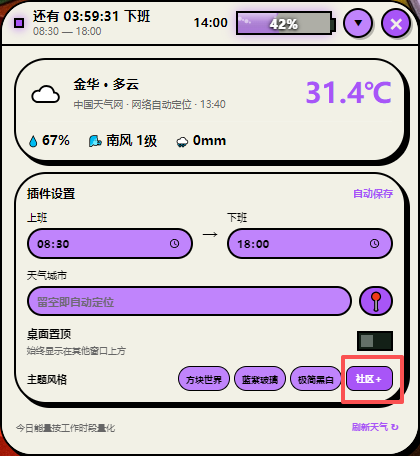 还有 03:59:31 下班
08:30 — 18:00
14:00
42%
金华 • 多云
中国天气网 · 网络自动定位 · 13:40
31.4℃
67%
南风 1级
0mm
插件设置
自动保存
上班
下班
08:30
→
18:00
天气城市
留空即自动定位
桌面置顶
始终显示在其他窗口上方
主题风格
方块世界
蓝紫玻璃
极简黑白
社区+
今日能量按工作时段量化
刷新天气 ↻